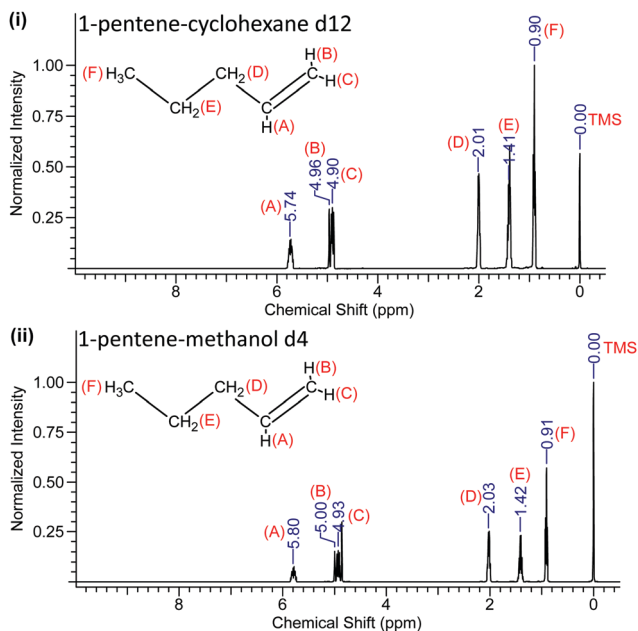 (i)
1-pentene-cyclohexane d12
Normalized Intensity
1.00
0.75
0.50
0.25
(F) H₃C
CH₂ (E)
CH₂ (D)
C
H (A)
H (B)
C
H (C)
(A)
5.74
(B)
4.96
4.90
(C)
(D)
2.01
(E)
1.41
0.90
(F)
0.00
TMS
8
6
4
2
0
Chemical Shift (ppm)
(ii)
1-pentene-methanol d4
Normalized Intensity
1.00
0.75
0.50
0.25
(F) H₃C
CH₂ (E)
CH₂ (D)
C
H (A)
H (B)
C
H (C)
(A)
5.80
(B)
5.00
4.93
(C)
(D)
2.03
(E)
1.42
0.91
(F)
0.00
TMS
8
6
4
2
0
Chemical Shift (ppm)